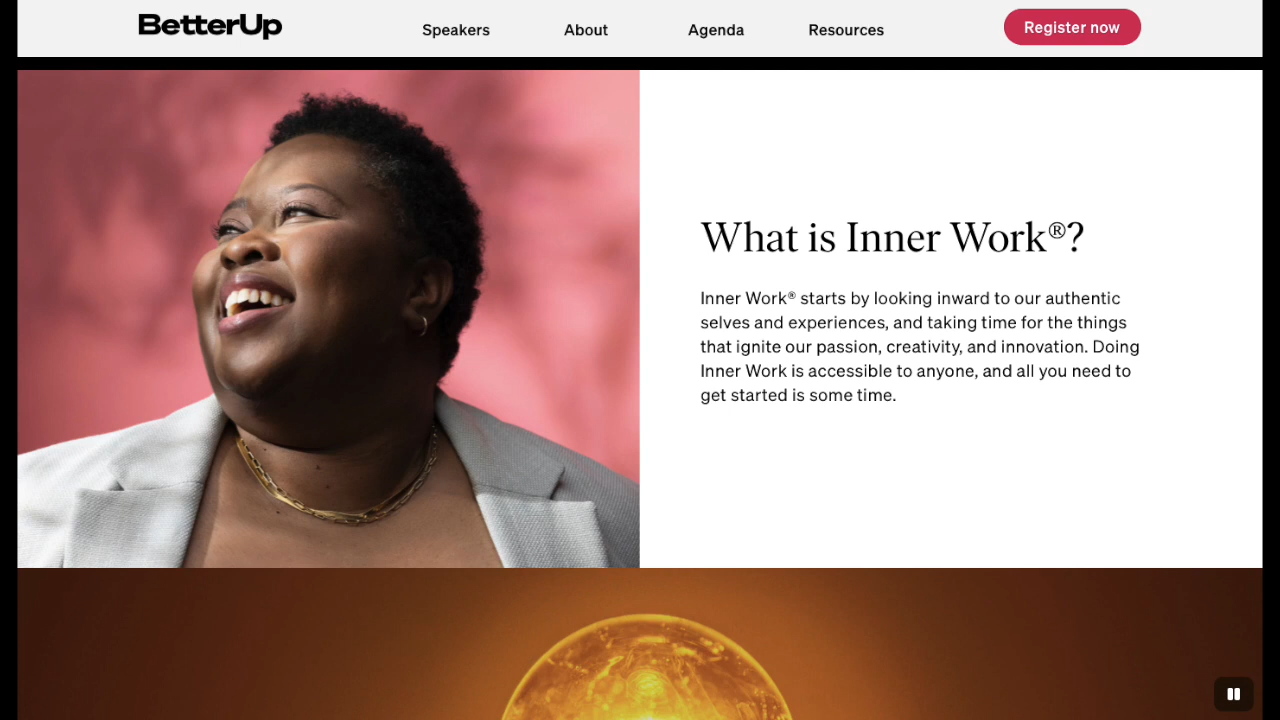 BetterUp
Speakers
About
Agenda
Resources
Register now
What is Inner Work®?
Inner Work® starts by looking inward to our authentic
selves and experiences, and taking time for the things
that ignite our passion, creativity, and innovation. Doing
Inner Work is accessible to anyone, and all you need to
get started is some time.